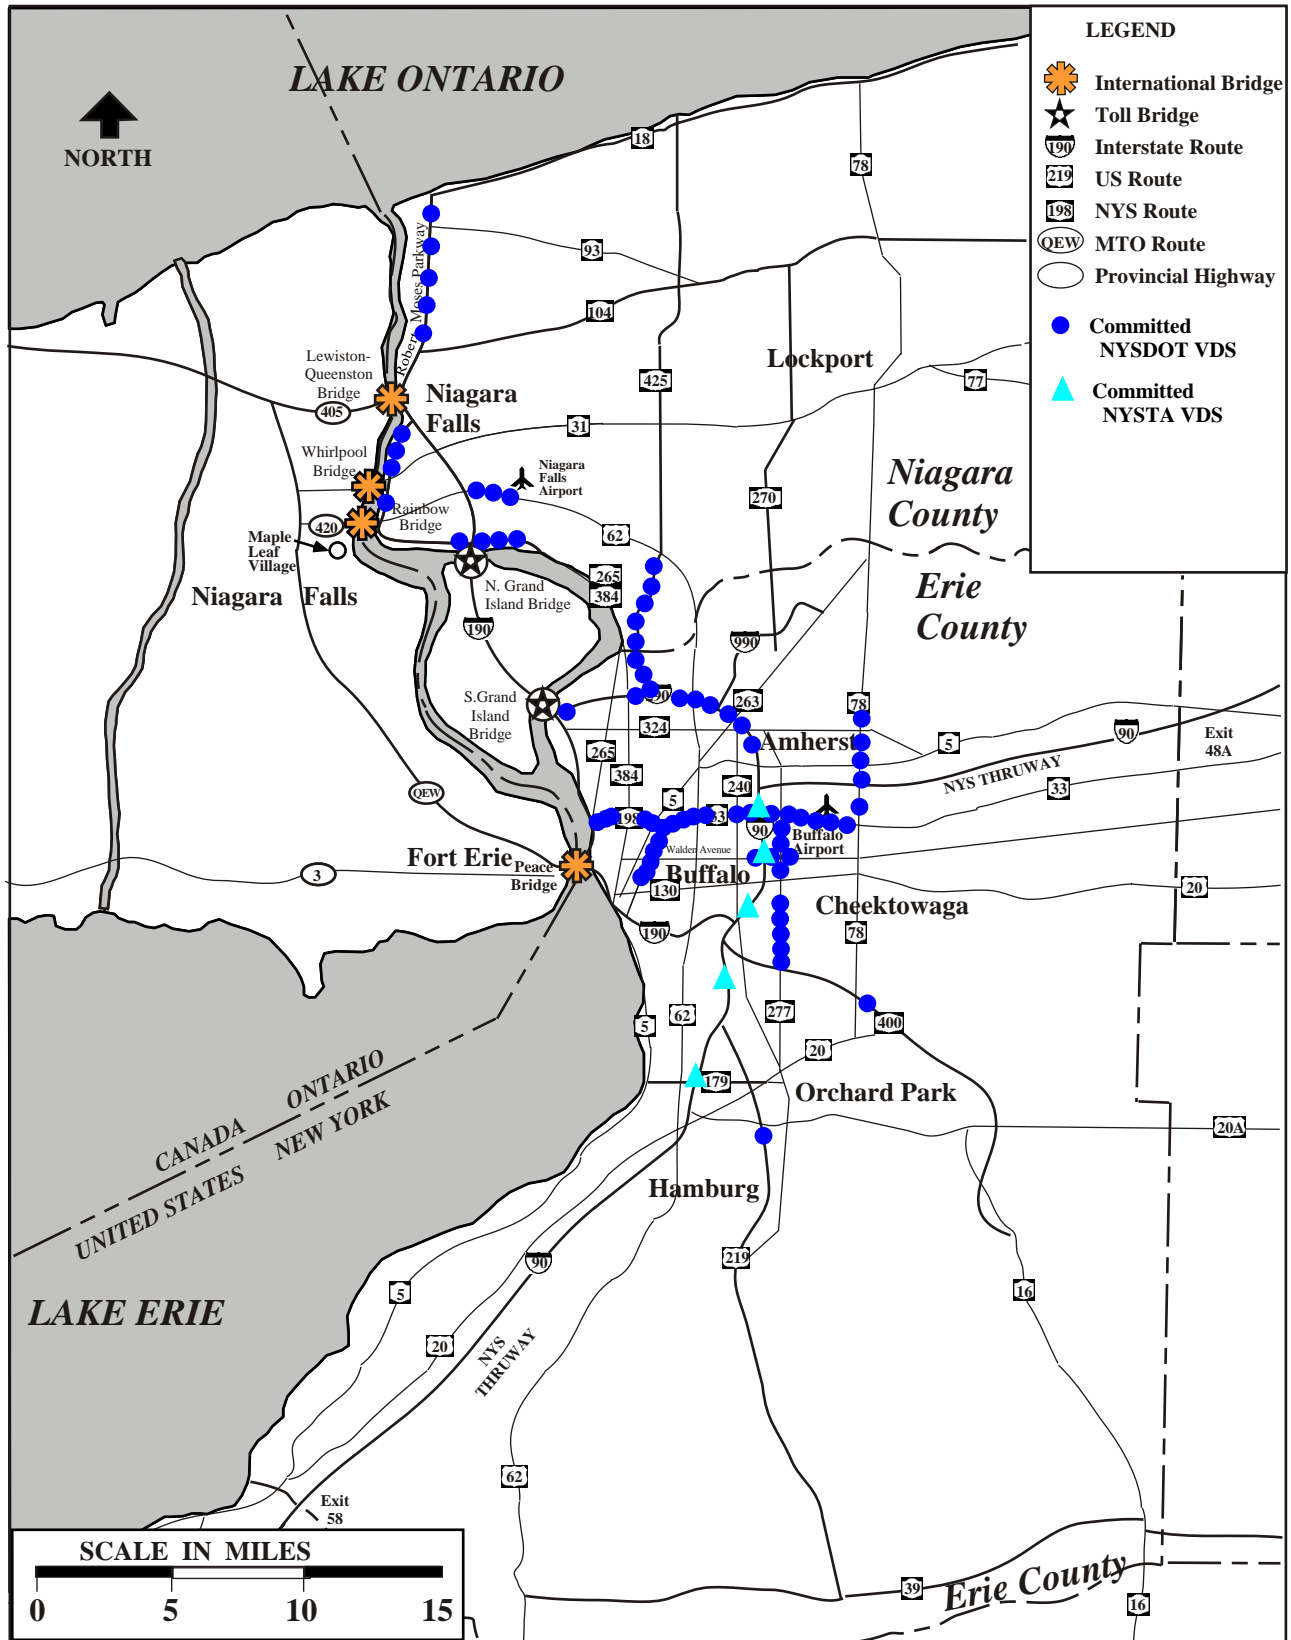 LEGEND
International Bridge
Toll Bridge
190 Interstate Route
219 US Route
198 NYS Route
QEW MTO Route
Provincial Highway
Committed
NYSDOT VDS
Committed
NYSTA VDS
LAKE ONTARIO
NORTH
18
78
Robert Moses Parkway
93
104
Lewiston-
Queenston
Bridge
405
Niagara
Falls
Lockport
425
77
31
Whirlpool
Bridge
Niagara
Falls
Airport
Niagara
County
270
Rainbow
Bridge
420
Maple
Leaf
Village
62
Niagara Falls
265
384
N. Grand
Island Bridge
Erie
County
190
990
S.Grand
Island
Bridge
290
263
78
324
Amherst
5
90
Exit
48A
265
384
240
NYS THRUWAY
33
QEW
5
198
33
90
Buffalo
Airport
Walden Avenue
Fort Erie
Peace
Bridge
3
Buffalo
130
20
Cheektowaga
190
78
62
5
277
400
20
179
Orchard Park
CANADA
ONTARIO
UNITED STATES
NEW YORK
20A
Hamburg
219
90
5
16
LAKE ERIE
20
NYS
THRUWAY
62
Exit
58
SCALE IN MILES
0 5 10 15
39
Erie County
16